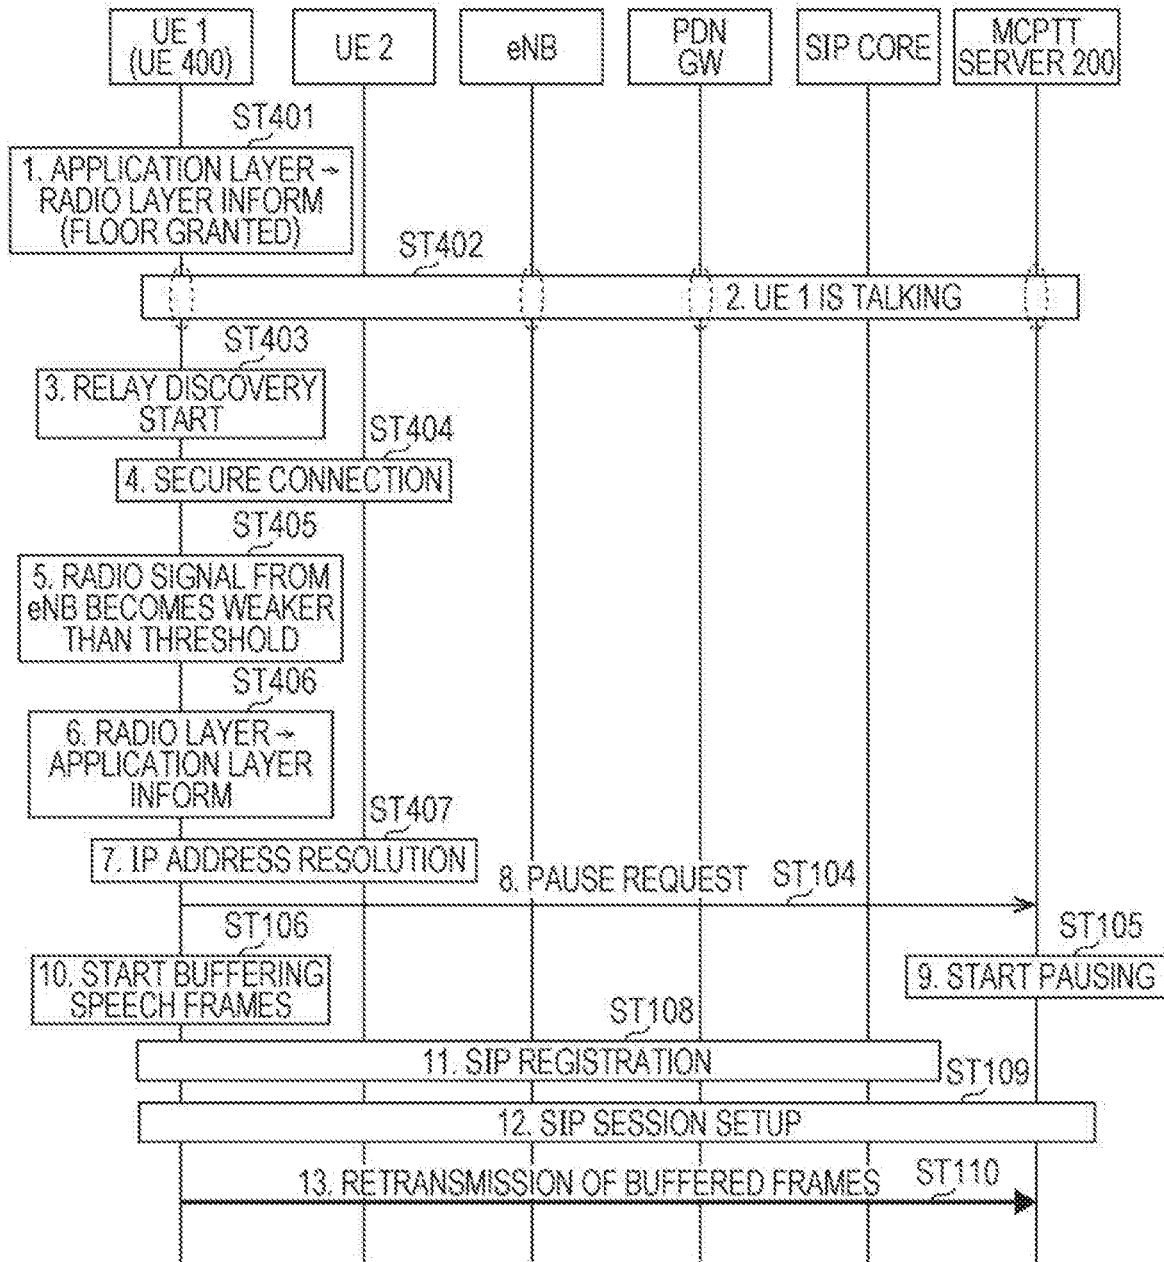 UE 1
(UE 400)
UE 2
eNB
PDN
GW
SIP CORE
MCPTT
SERVER 200
ST401
1. APPLICATION LAYER →
RADIO LAYER INFORM
(FLOOR GRANTED)
ST402
2. UE 1 IS TALKING
ST403
3. RELAY DISCOVERY
START
ST404
4. SECURE CONNECTION
ST405
5. RADIO SIGNAL FROM
eNB BECOMES WEAKER
THAN THRESHOLD
ST406
6. RADIO LAYER →
APPLICATION LAYER
INFORM
ST407
7. IP ADDRESS RESOLUTION
8. PAUSE REQUEST
ST104
ST106
10. START BUFFERING
SPEECH FRAMES
ST105
9. START PAUSING
ST108
11. SIP REGISTRATION
ST109
12. SIP SESSION SETUP
13. RETRANSMISSION OF BUFFERED FRAMES
ST110